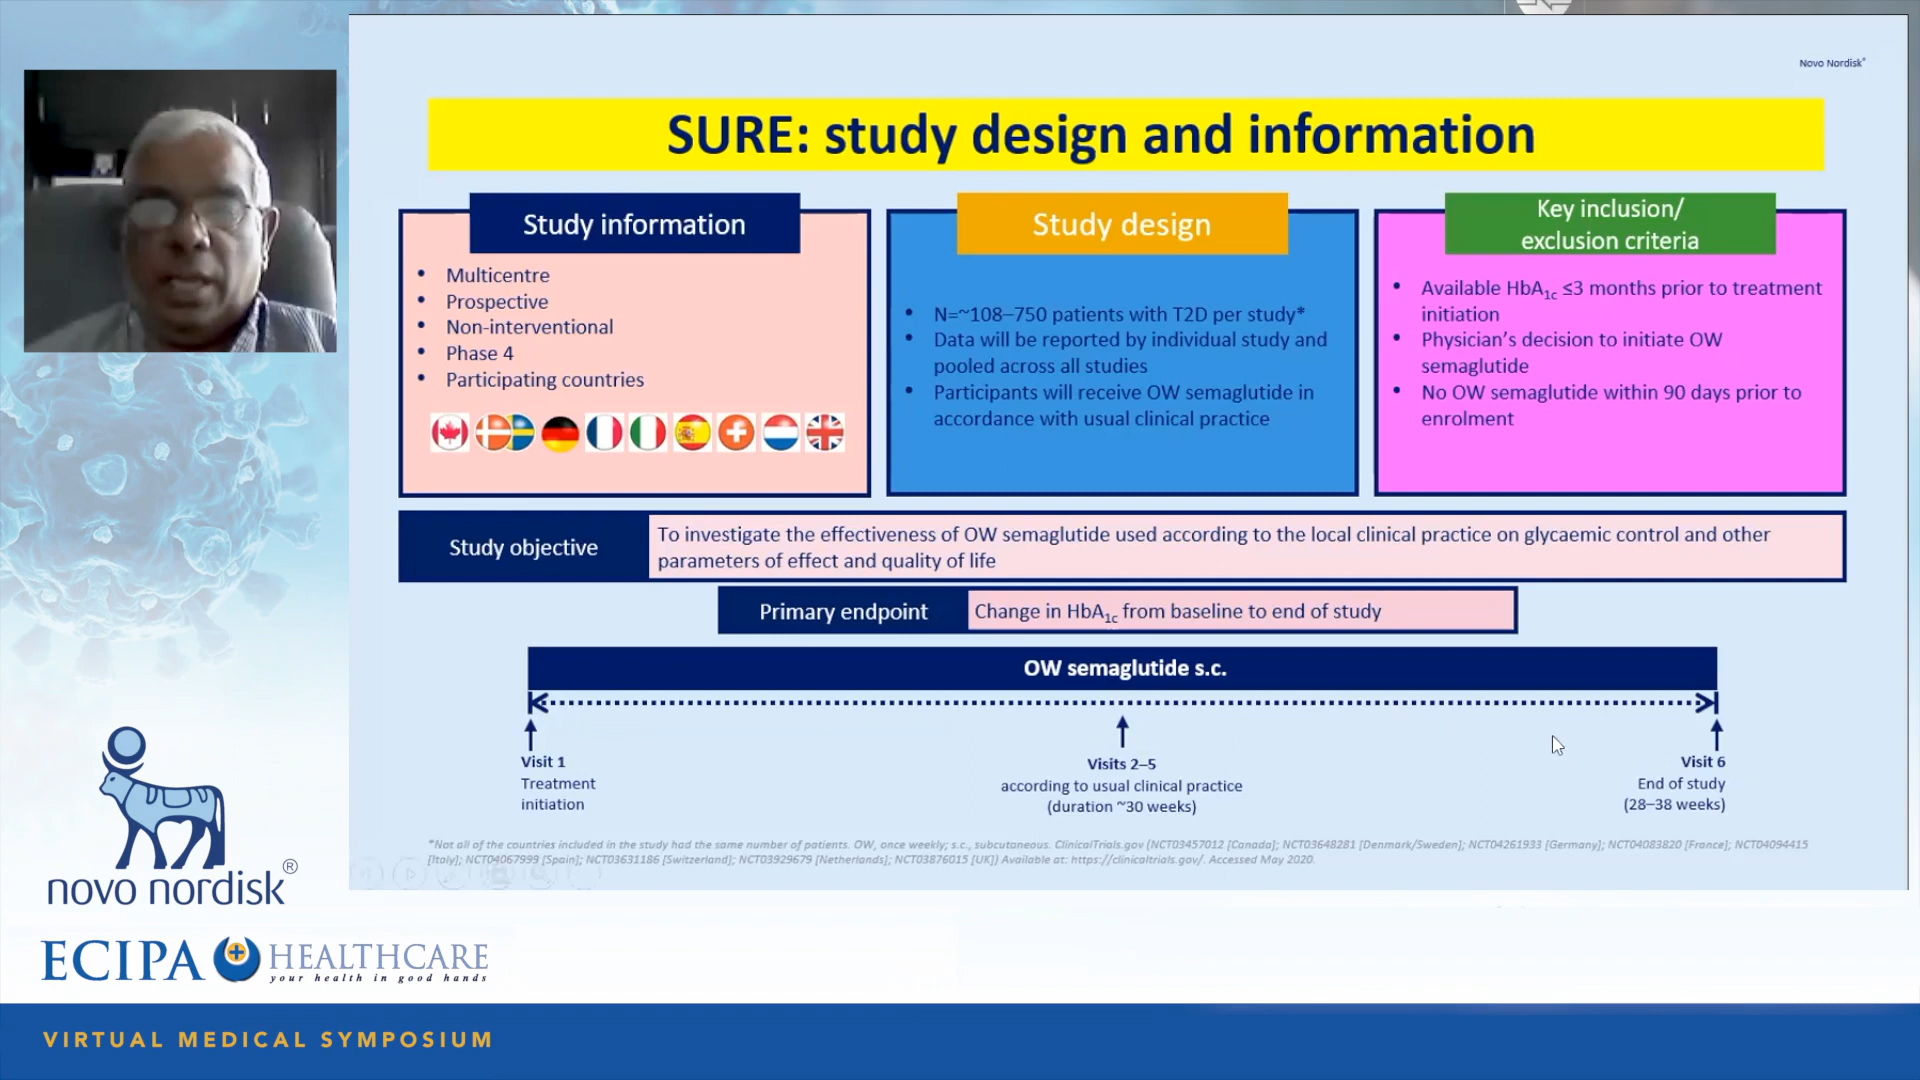 Novo Nordisk®
SURE: study design and information
Study information
• Multicentre
• Prospective
• Non-interventional
• Phase 4
• Participating countries
Study design
• N=~108–750 patients with T2D per study*
• Data will be reported by individual study and
pooled across all studies
• Participants will receive OW semaglutide in
accordance with usual clinical practice
Key inclusion/
exclusion criteria
• Available HbA1c ≤3 months prior to treatment
initiation
• Physician’s decision to initiate OW
semaglutide
• No OW semaglutide within 90 days prior to
enrolment
Study objective
To investigate the effectiveness of OW semaglutide used according to the local clinical practice on glycaemic control and other
parameters of effect and quality of life
Primary endpoint
Change in HbA1c from baseline to end of study
OW semaglutide s.c.
Visit 1
Treatment
initiation
Visits 2–5
according to usual clinical practice
(duration ~30 weeks)
Visit 6
End of study
(28–38 weeks)
*Not all of the countries included in the study had the same number of patients. OW, once weekly; s.c., subcutaneous. ClinicalTrials.gov [NCT03457012 [Canada]; NCT03648281 [Denmark/Sweden]; NCT04261933 [Germany]; NCT04083820 [France]; NCT04094415
[Italy]; NCT04067999 [Spain]; NCT03631186 [Switzerland]; NCT03929679 [Netherlands]; NCT03876015 [UK]) Available at: https://clinicaltrials.gov/. Accessed May 2020.
novo nordisk®
ECIPA HEALTHCARE
your health in good hands
VIRTUAL MEDICAL SYMPOSIUM